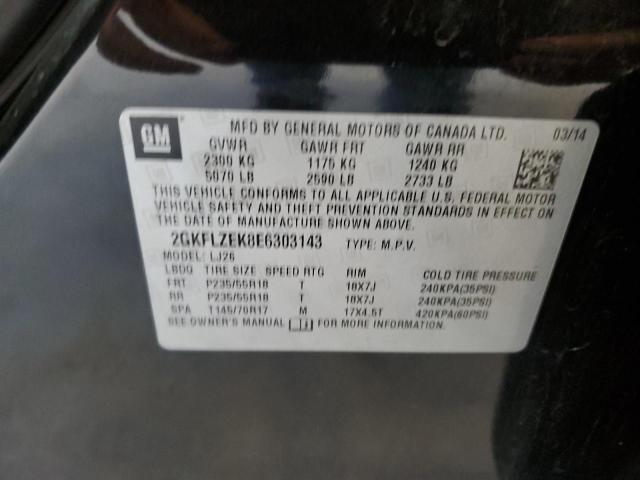 GM
MFD BY GENERAL MOTORS OF CANADA LTD. 03/14
GVWR GAWR FRT GAWR RR
2300 KG 1175 KG 1240 KG
5070 LB 2590 LB 2733 LB
THIS VEHICLE CONFORMS TO ALL APPLICABLE U.S. FEDERAL MOTOR
VEHICLE SAFETY AND THEFT PREVENTION STANDARDS IN EFFECT ON
THE DATE OF MANUFACTURE SHOWN ABOVE.
2GKFLZEK8E6303143 TYPE: M.P.V.
MODEL: LJ26
LBDQ TIRE SIZE SPEED RTG RIM COLD TIRE PRESSURE
FRT P235/55R18 T 18X7J 240KPA(35PSI)
RR P235/55R18 T 18X7J 240KPA(35PSI)
SPA T145/70R17 M 17X4.5T 420KPA(60PSI)
SEE OWNER'S MANUAL FOR MORE INFORMATION.